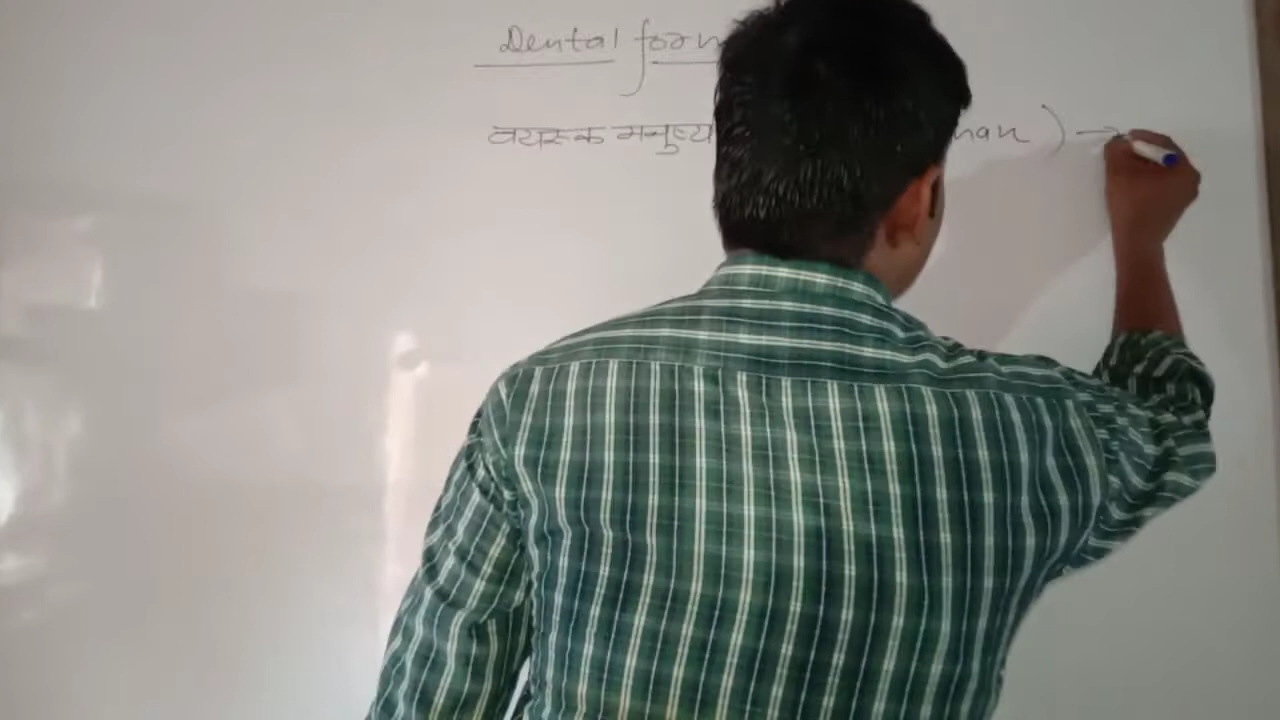 Dental form
वयस्क मनुष्य man ) →